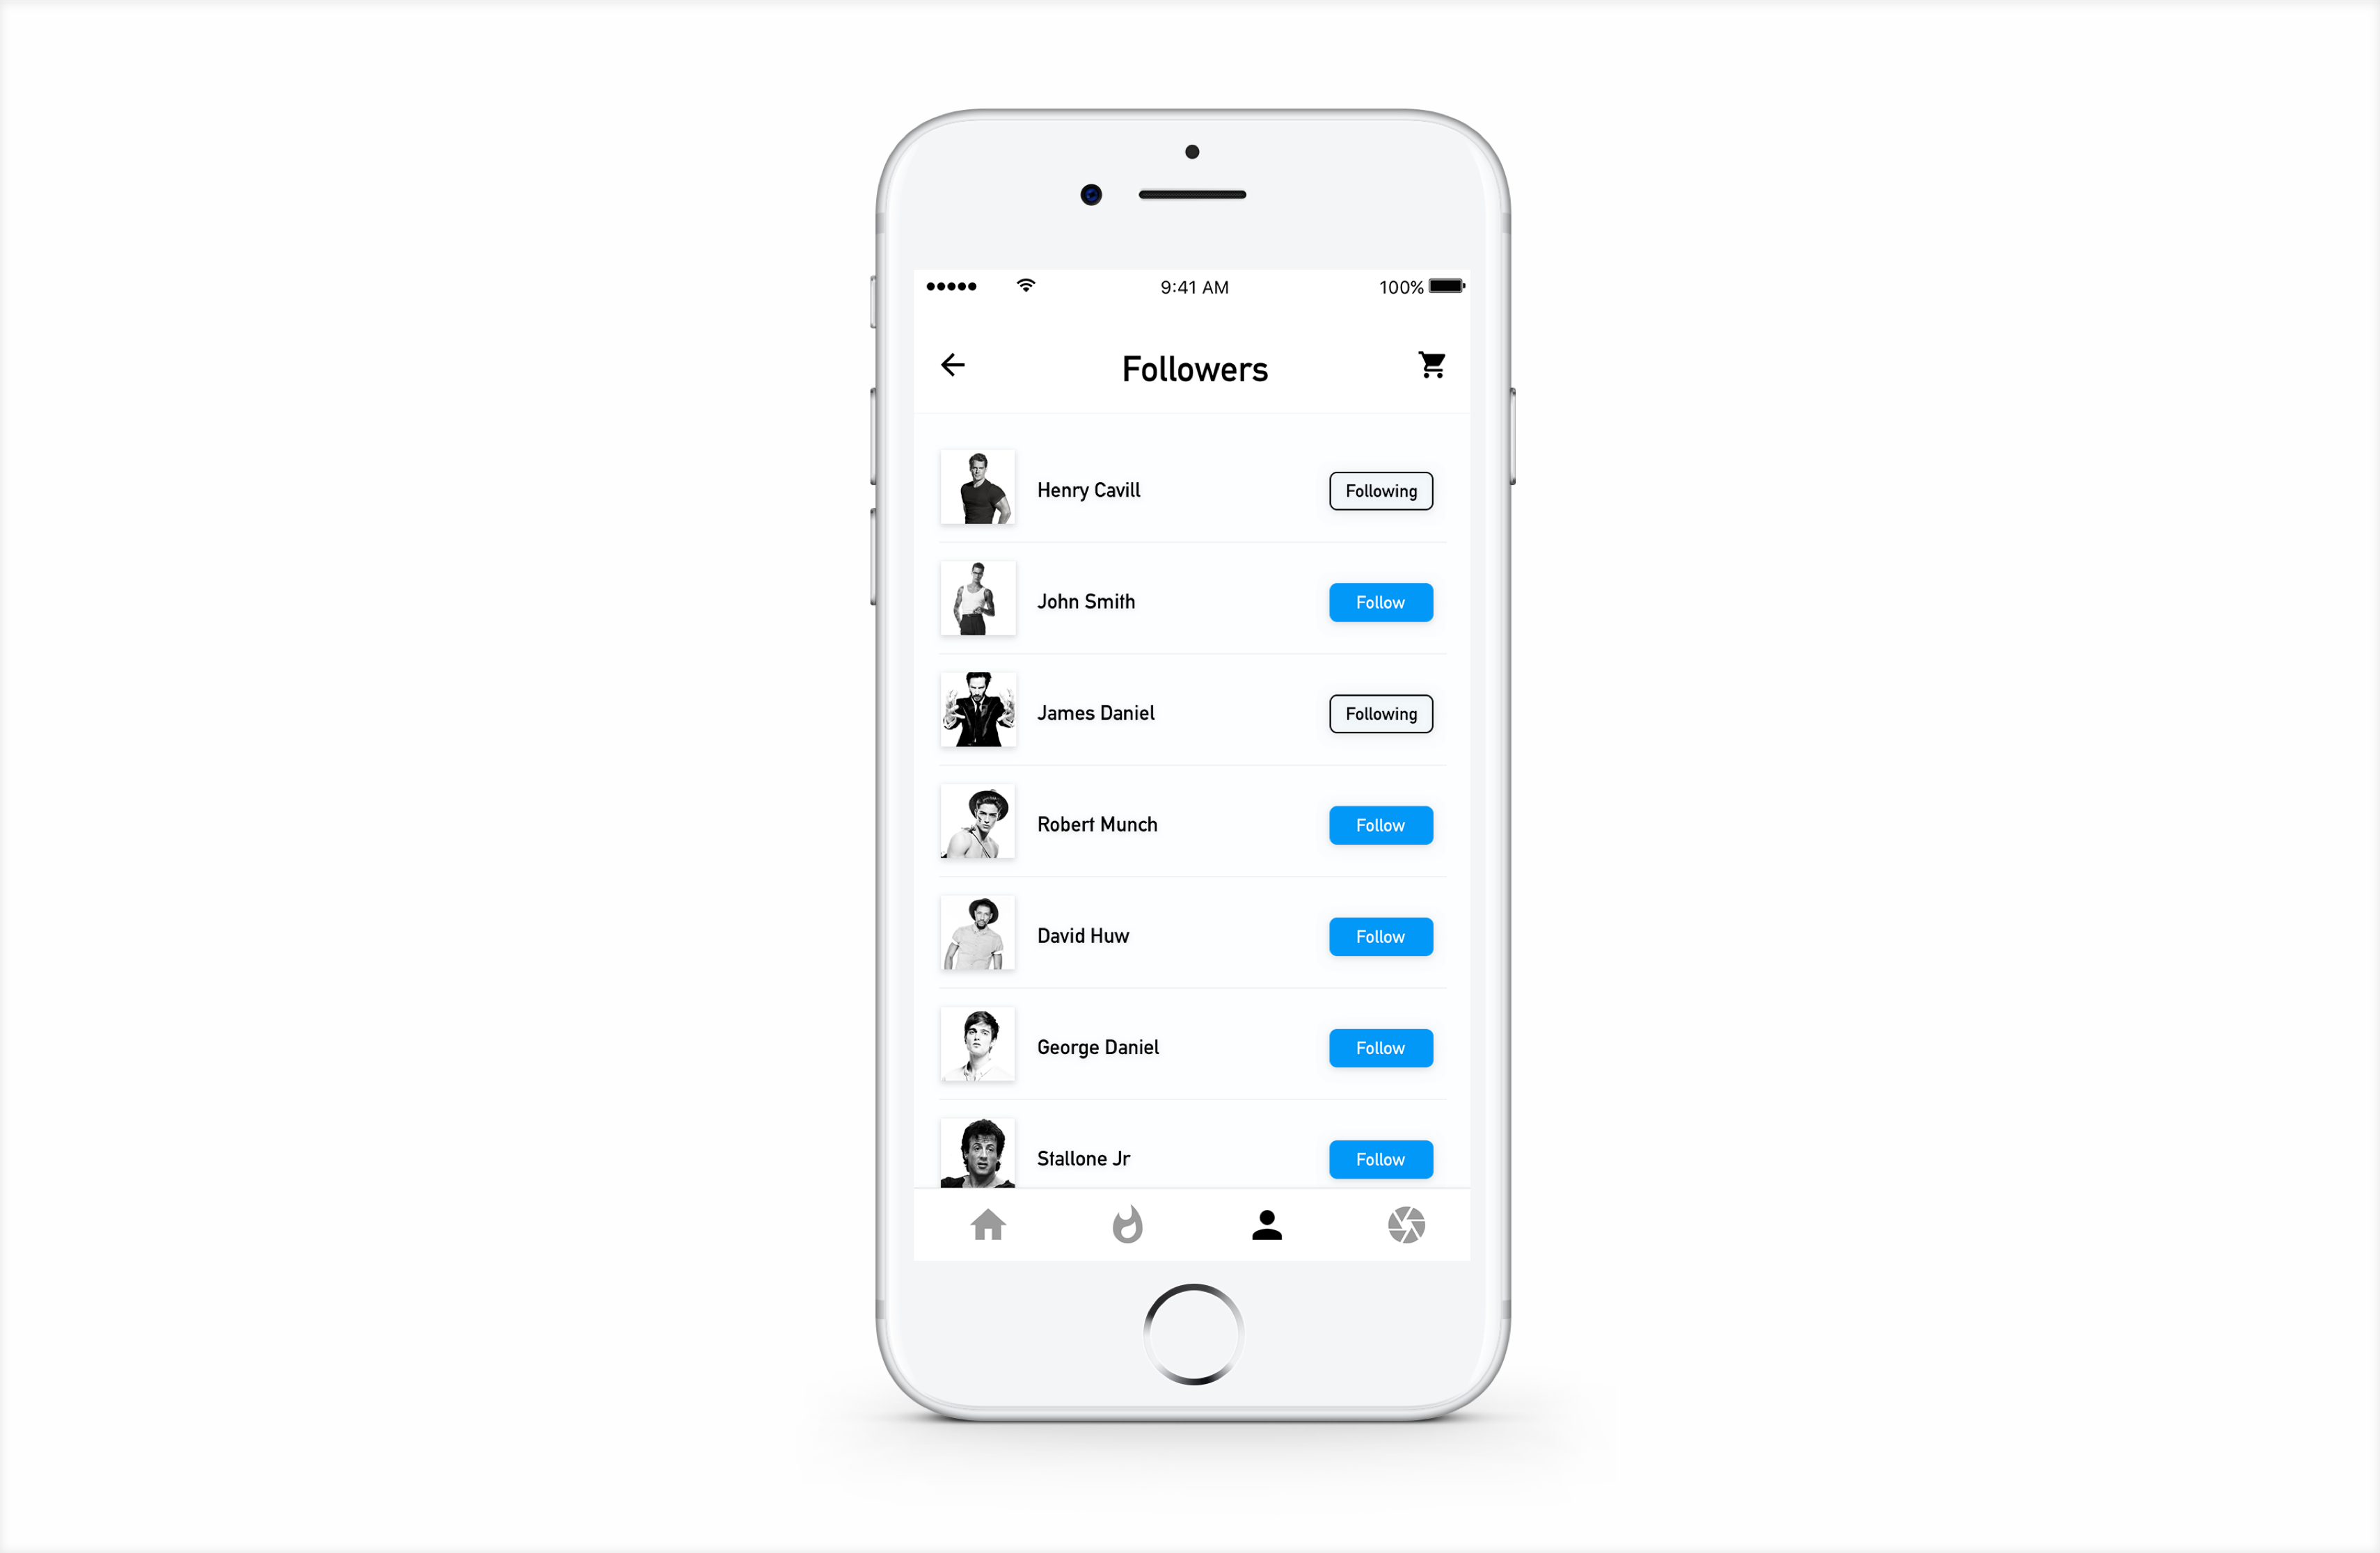 9:41 AM 100%
Followers
Henry Cavill Following
John Smith Follow
James Daniel Following
Robert Munch Follow
David Huw Follow
George Daniel Follow
Stallone Jr Follow